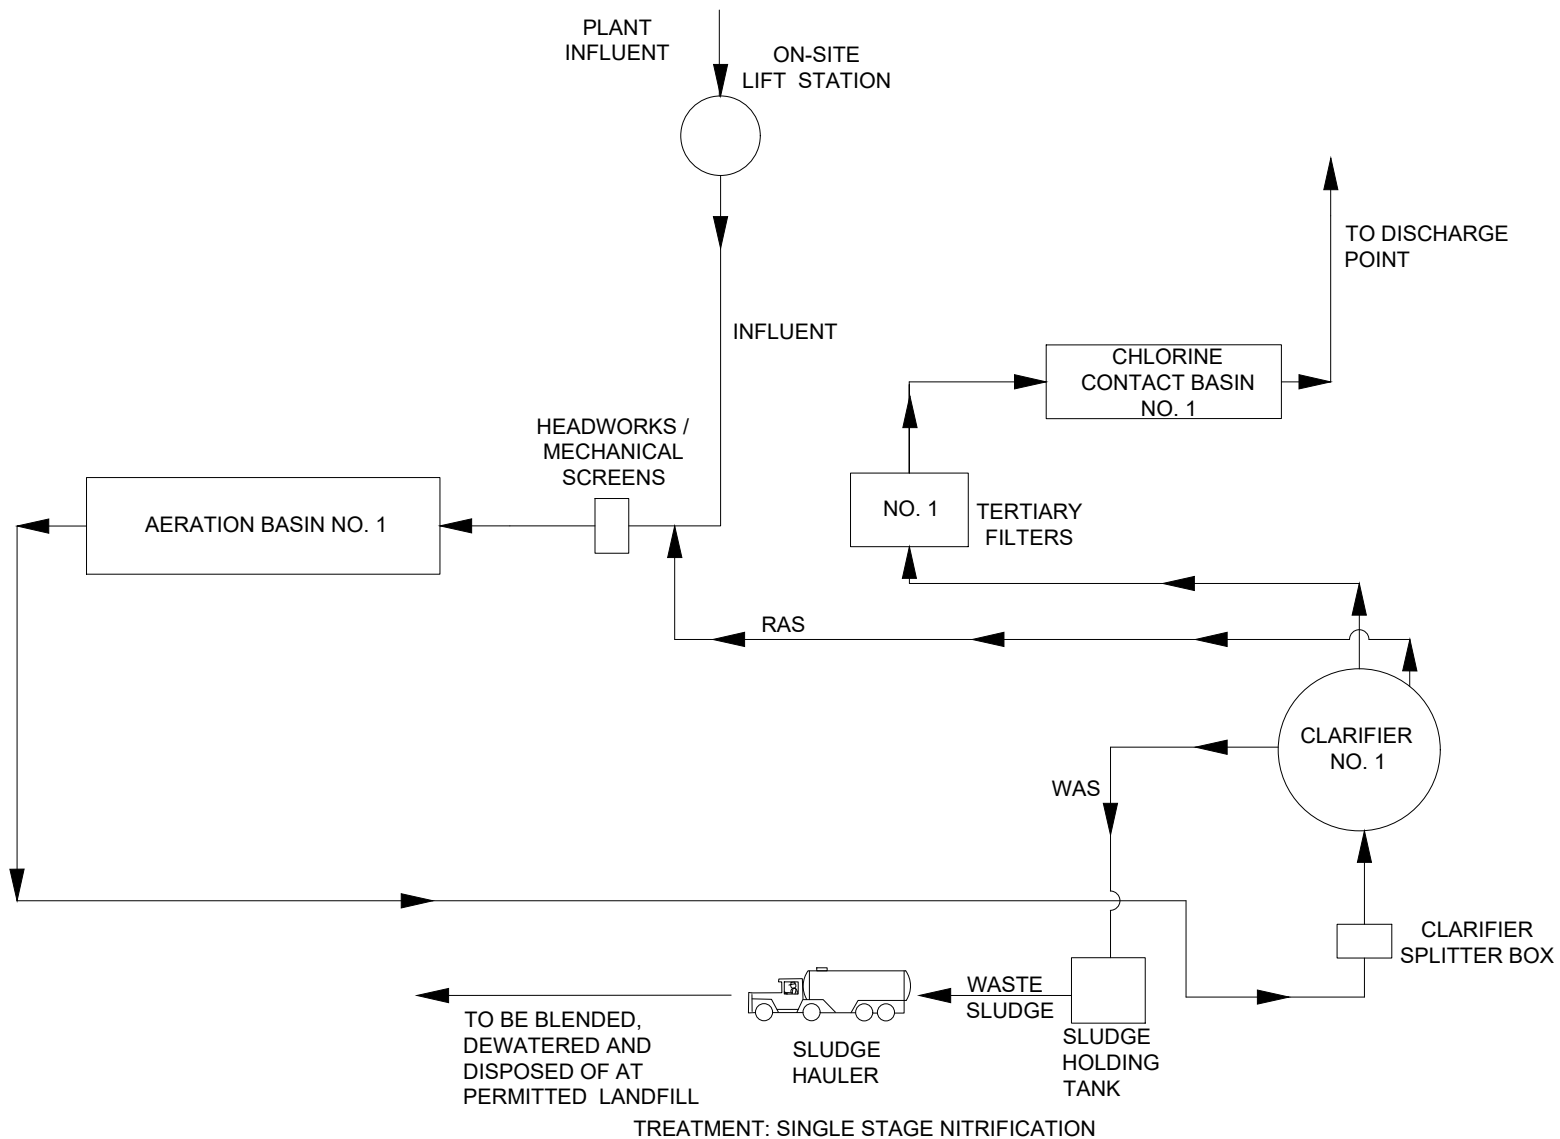 PLANT
INFLUENT
ON-SITE
LIFT STATION
TO DISCHARGE
POINT
INFLUENT
CHLORINE
CONTACT BASIN
NO. 1
HEADWORKS /
MECHANICAL
SCREENS
AERATION BASIN NO. 1
NO. 1
TERTIARY
FILTERS
RAS
CLARIFIER
NO. 1
WAS
CLARIFIER
SPLITTER BOX
WASTE
SLUDGE
TO BE BLENDED,
DEWATERED AND
DISPOSED OF AT
PERMITTED LANDFILL
SLUDGE
HAULER
SLUDGE
HOLDING
TANK
TREATMENT: SINGLE STAGE NITRIFICATION